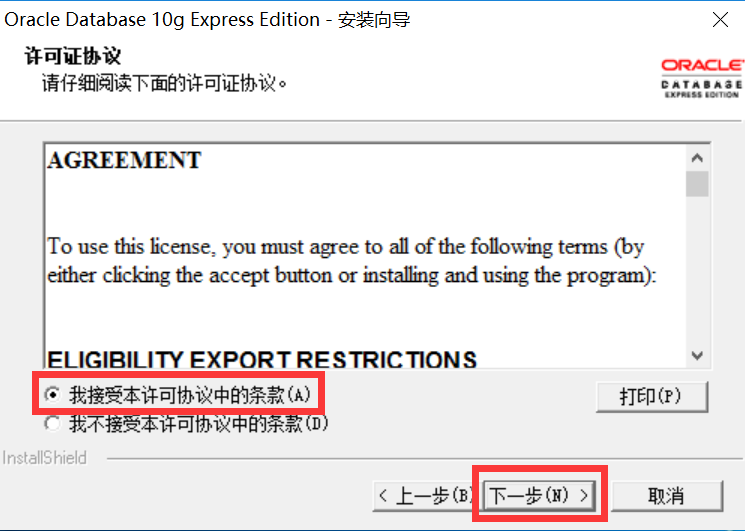 Oracle Database 10g Express Edition - 安装向导
许可证协议
请仔细阅读下面的许可证协议。
ORACLE
DATABASE
EXPRESS EDITION
AGREEMENT
To use this license, you must agree to all of the following terms (by
either clicking the accept button or installing and using the program):
ELIGIBILITY EXPORT RESTRICTIONS
我接受本许可协议中的条款(A)
打印(P)
我不接受本许可协议中的条款(D)
InstallShield
< 上一步(B)
下一步(N) >
取消